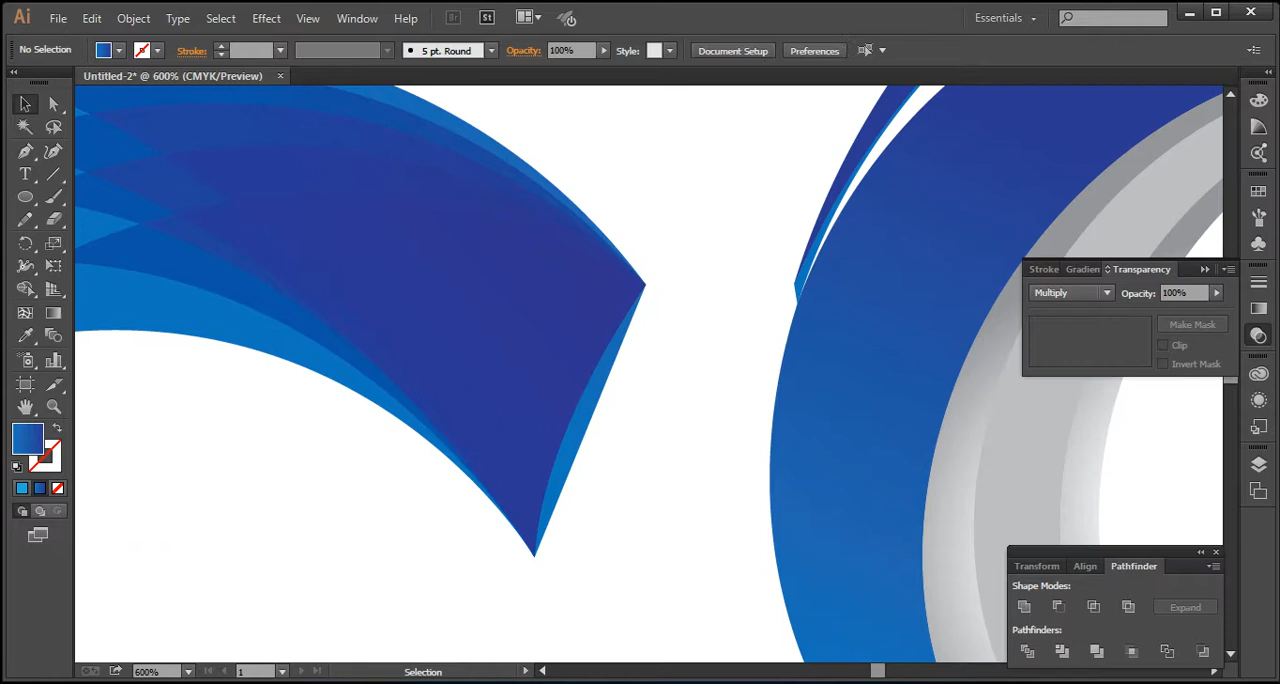 Ai File Edit Object Type Select Effect View Window Help Br St Essentials
No Selection Stroke: 5 pt. Round Opacity: 100% Style: Document Setup Preferences
Untitled-2* @ 600% (CMYK/Preview) ×
T
Stroke Gradien Transparency
Multiply Opacity: 100%
Make Mask
Clip
Invert Mask
Transform Align Pathfinder
Shape Modes:
Expand
Pathfinders:
600% 1 Selection